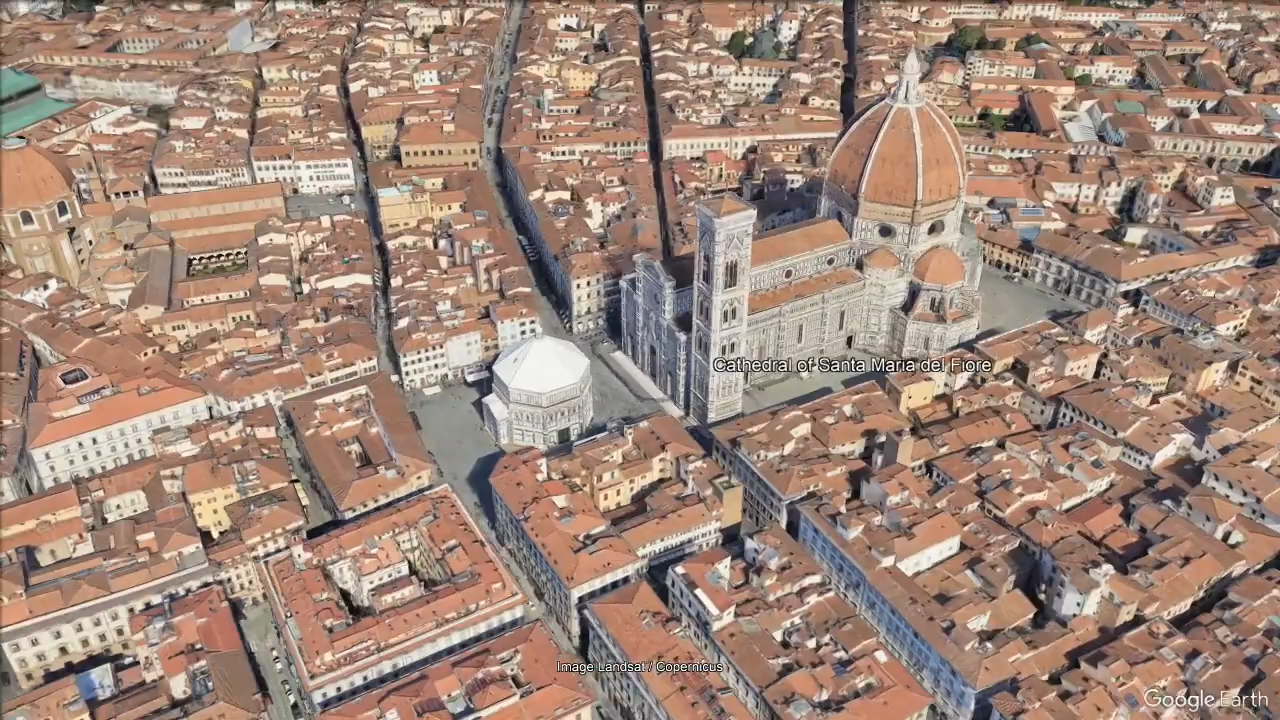 Cathedral of Santa Maria del Fiore
Image Landsat / Copernicus
Google Earth